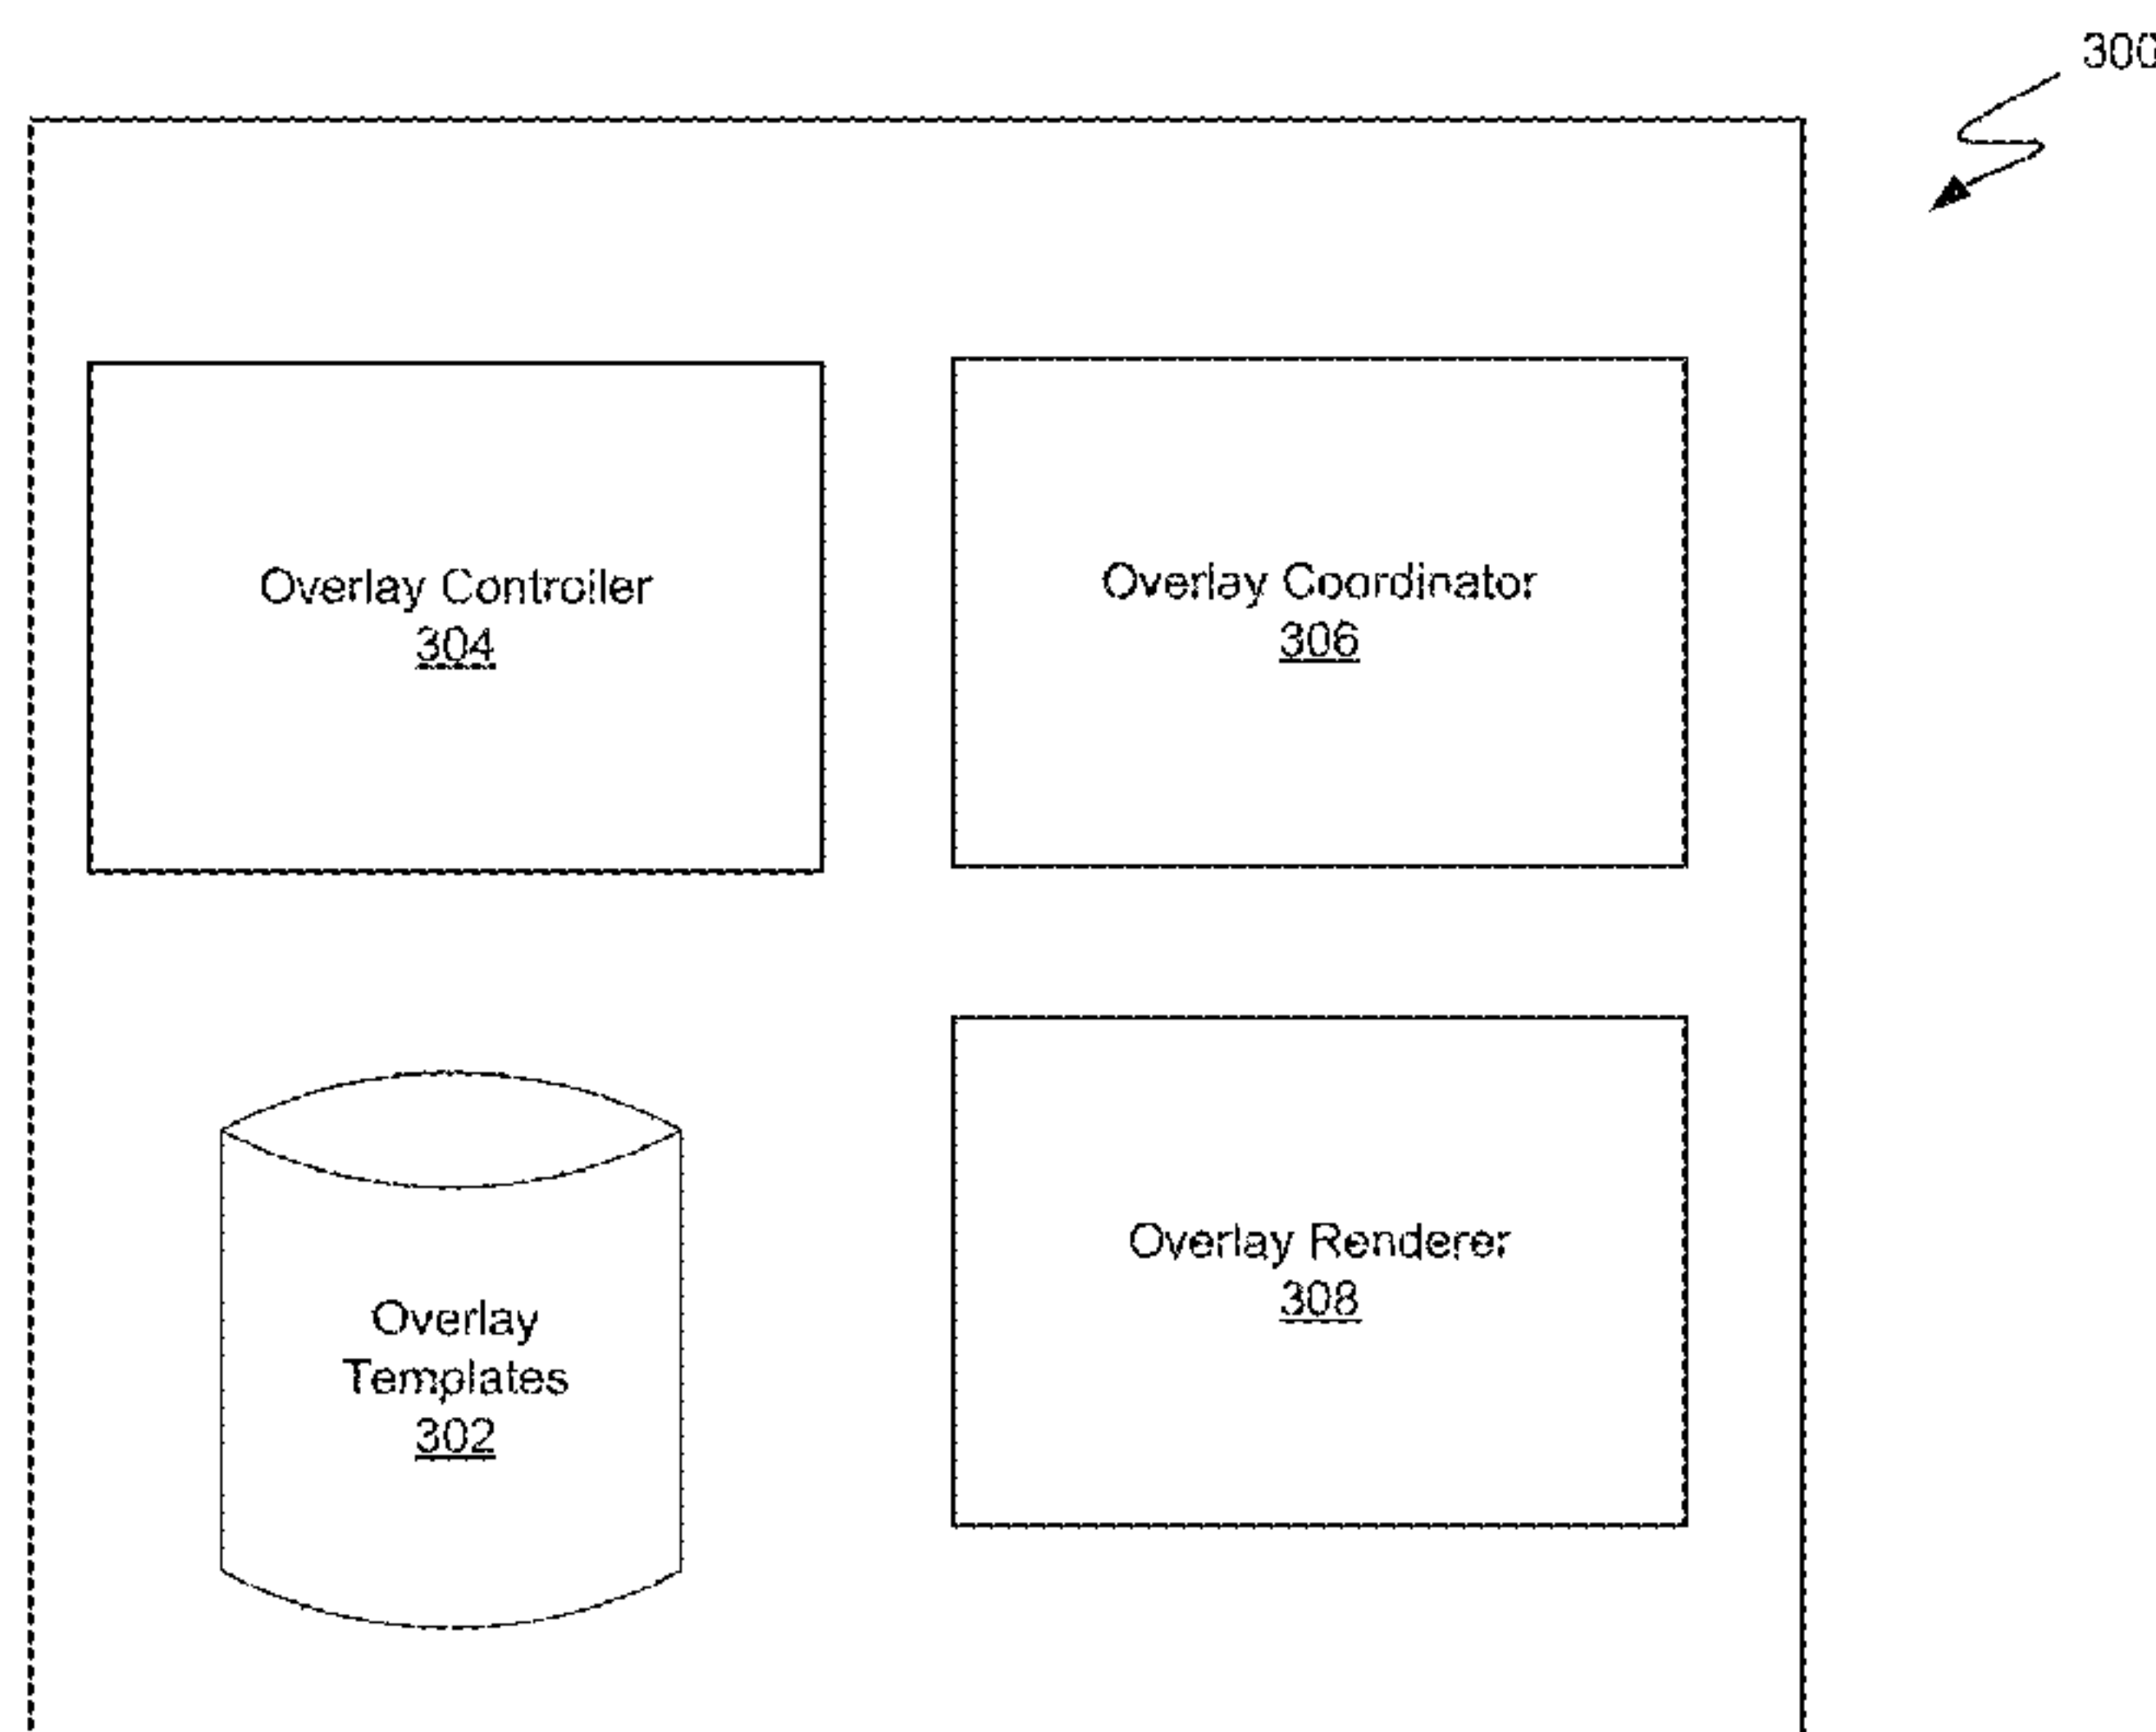 300
Overlay Controller
304
Overlay Coordinator
306
Overlay Renderer
308
Overlay
Templates
302